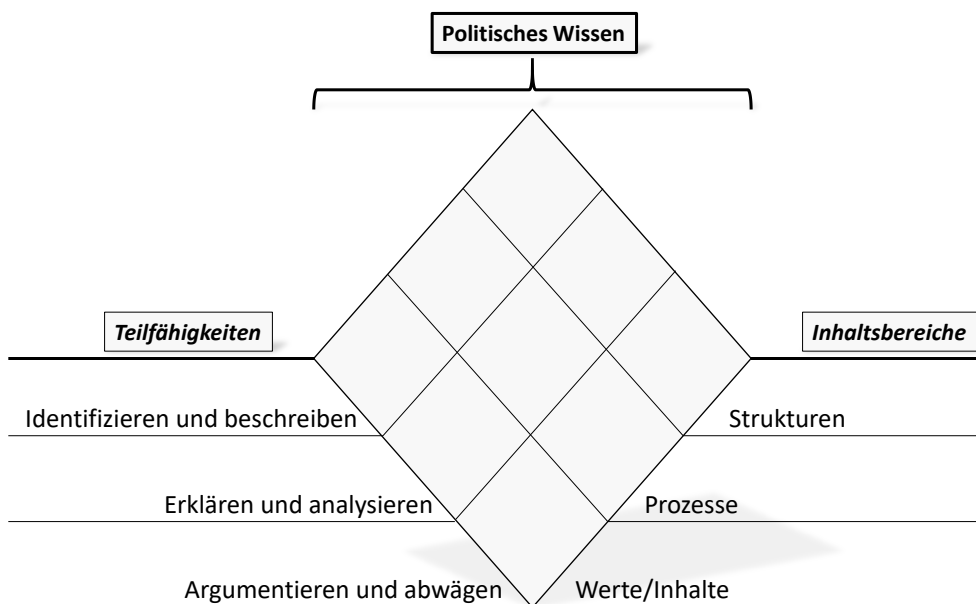 Politisches Wissen
Teilfähigkeiten
Inhaltsbereiche
Identifizieren und beschreiben
Strukturen
Erklären und analysieren
Prozesse
Argumentieren und abwägen
Werte/Inhalte